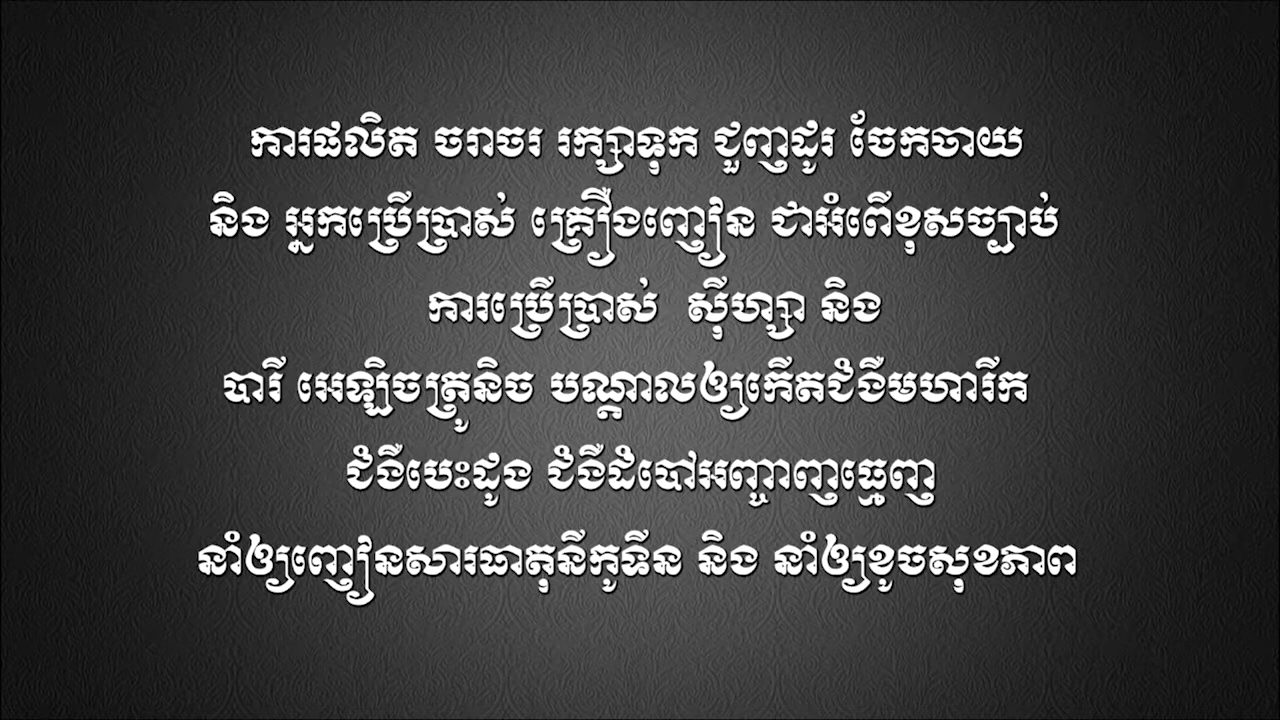 ការផលិត ចរាចរ រក្សាទុក ជួញដូរ ចែកចាយ
និង អ្នកប្រើប្រាស់ គ្រឿងញៀន ជាអំពើខុសច្បាប់
ការប្រើប្រាស់ ស៊ីហ្សា និង
បារី អេឡិចត្រូនិច បណ្ដាលឲ្យកើតជំងឺមហារីក
ជំងឺបេះដូង ជំងឺដំបៅអញ្ចាញធ្មេញ
នាំឲ្យញៀនសារធាតុនីកូទីន និង នាំឲ្យខូចសុខភាព